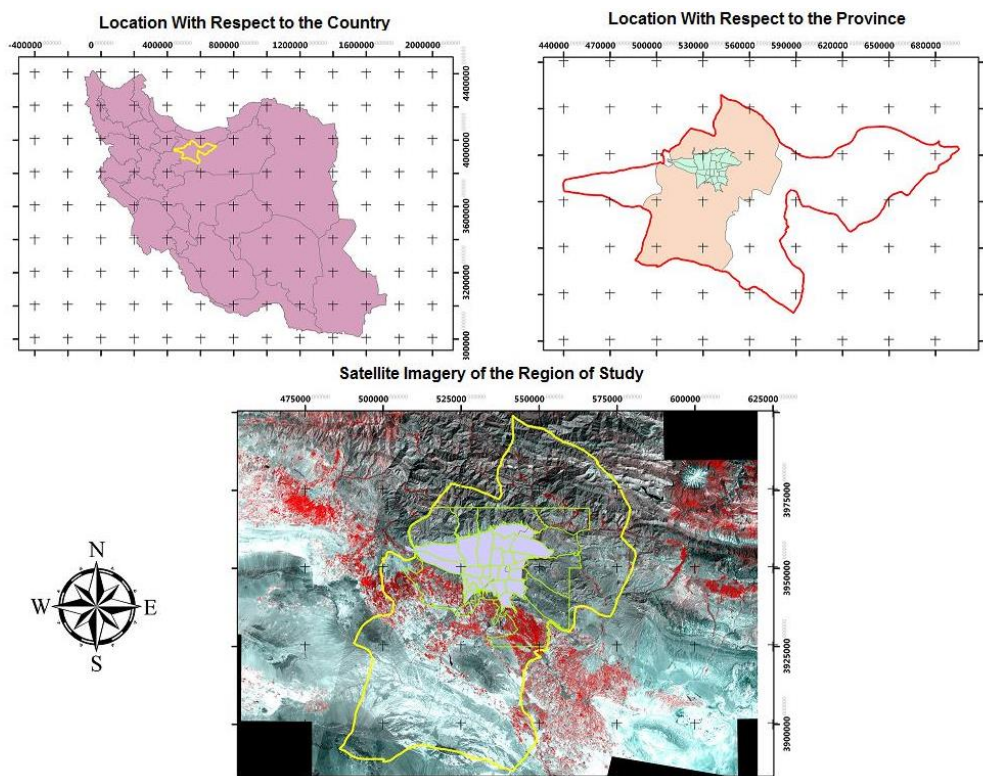 Location With Respect to the Country
Location With Respect to the Province
-400000 0 400000 800000 1200000 1600000 2000000
440000 470000 500000 530000 560000 590000 620000 650000 680000
4400000
4000000
3600000
3200000
Satellite Imagery of the Region of Study
475000 500000 525000 550000 575000 600000 625000
3975000
3950000
3925000
3900000
N
W E
S